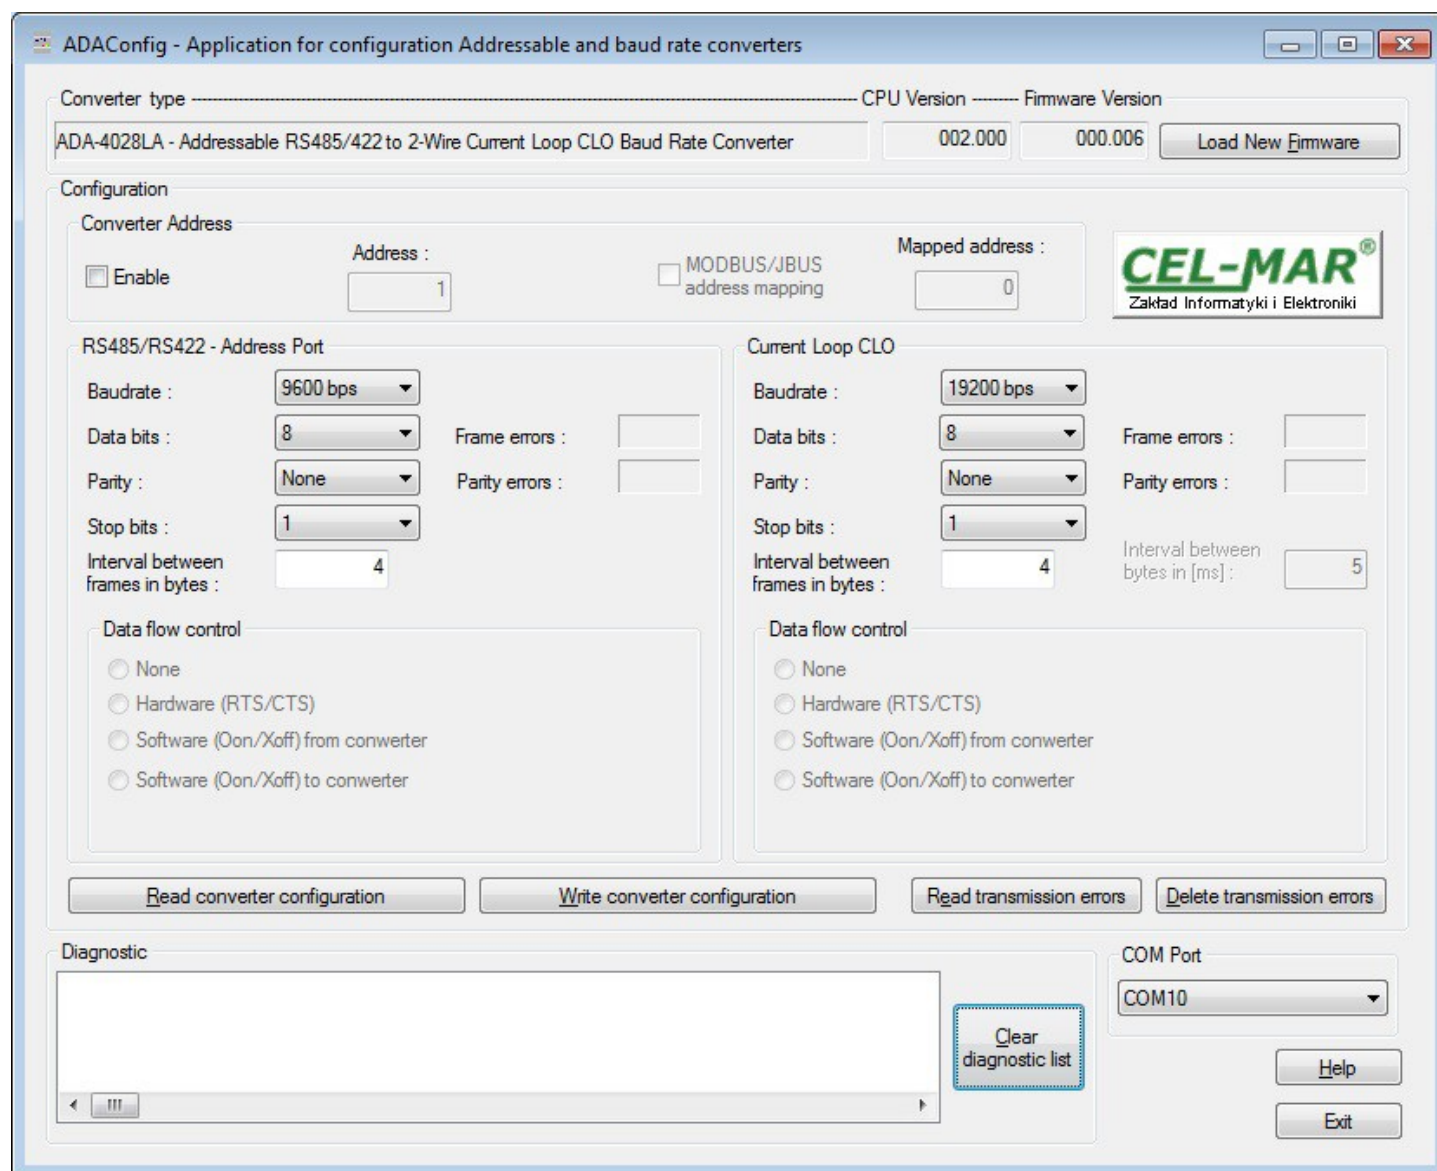 ADAConfig - Application for configuration Addressable and baud rate converters
Converter type CPU Version Firmware Version
ADA-4028LA - Addressable RS485/422 to 2-Wire Current Loop CLO Baud Rate Converter 002.000 000.006 Load New Firmware
Configuration
Converter Address
Enable
Address :
1
MODBUS/JBUS
address mapping
Mapped address :
0
CEL-MAR®
Zakład Informatyki i Elektroniki
RS485/RS422 - Address Port
Baudrate : 9600 bps
Data bits : 8 Frame errors :
Parity : None Parity errors :
Stop bits : 1
Interval between
frames in bytes : 4
Data flow control
None
Hardware (RTS/CTS)
Software (Oon/Xoff) from conwerter
Software (Oon/Xoff) to conwerter
Current Loop CLO
Baudrate : 19200 bps
Data bits : 8 Frame errors :
Parity : None Parity errors :
Stop bits : 1
Interval between
frames in bytes : 4
Interval between
bytes in [ms] : 5
Data flow control
None
Hardware (RTS/CTS)
Software (Oon/Xoff) from conwerter
Software (Oon/Xoff) to conwerter
Read converter configuration Write converter configuration Read transmission errors Delete transmission errors
Diagnostic
Clear
diagnostic list
COM Port
COM10
Help
Exit